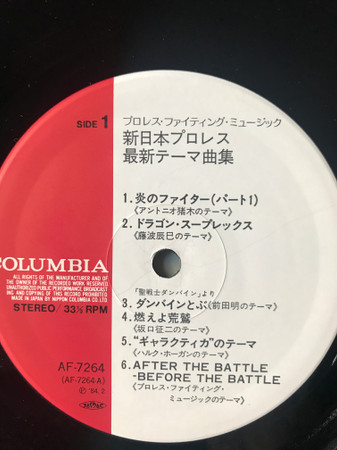 SIDE 1
プロレス・ファイティング・ミュージック
新日本プロレス
最新テーマ曲集
1.炎のファイター(パート1)
《アントニオ猪木のテーマ》
2.ドラゴン・スープレックス
《藤波辰巳のテーマ》
「聖戦士ダンバイン」より
3.ダンバインとぶ《前田明のテーマ》
4.燃えよ荒鷲
《坂口征二のテーマ》
5."ギャラクティカ"のテーマ
《ハルク・ホーガンのテーマ》
6.AFTER THE BATTLE
-BEFORE THE BATTLE
《プロレス・ファイティング・
ミュージックのテーマ》
COLUMBIA
ALL RIGHTS OF THE MANUFACTURER AND OF
THE OWNER OF THE RECORDED WORK RESERVED
UNAUTHORIZED PUBLIC PERFORMANCE, BROADCAST
ING AND COPYING OF THIS RECORD PROHIBITED
MADE IN JAPAN BY NIPPON COLUMBIA CO. LTD.
STEREO / 33⅓ RPM
AF-7264
(AF-7264-A)
Ⓟ '84.2